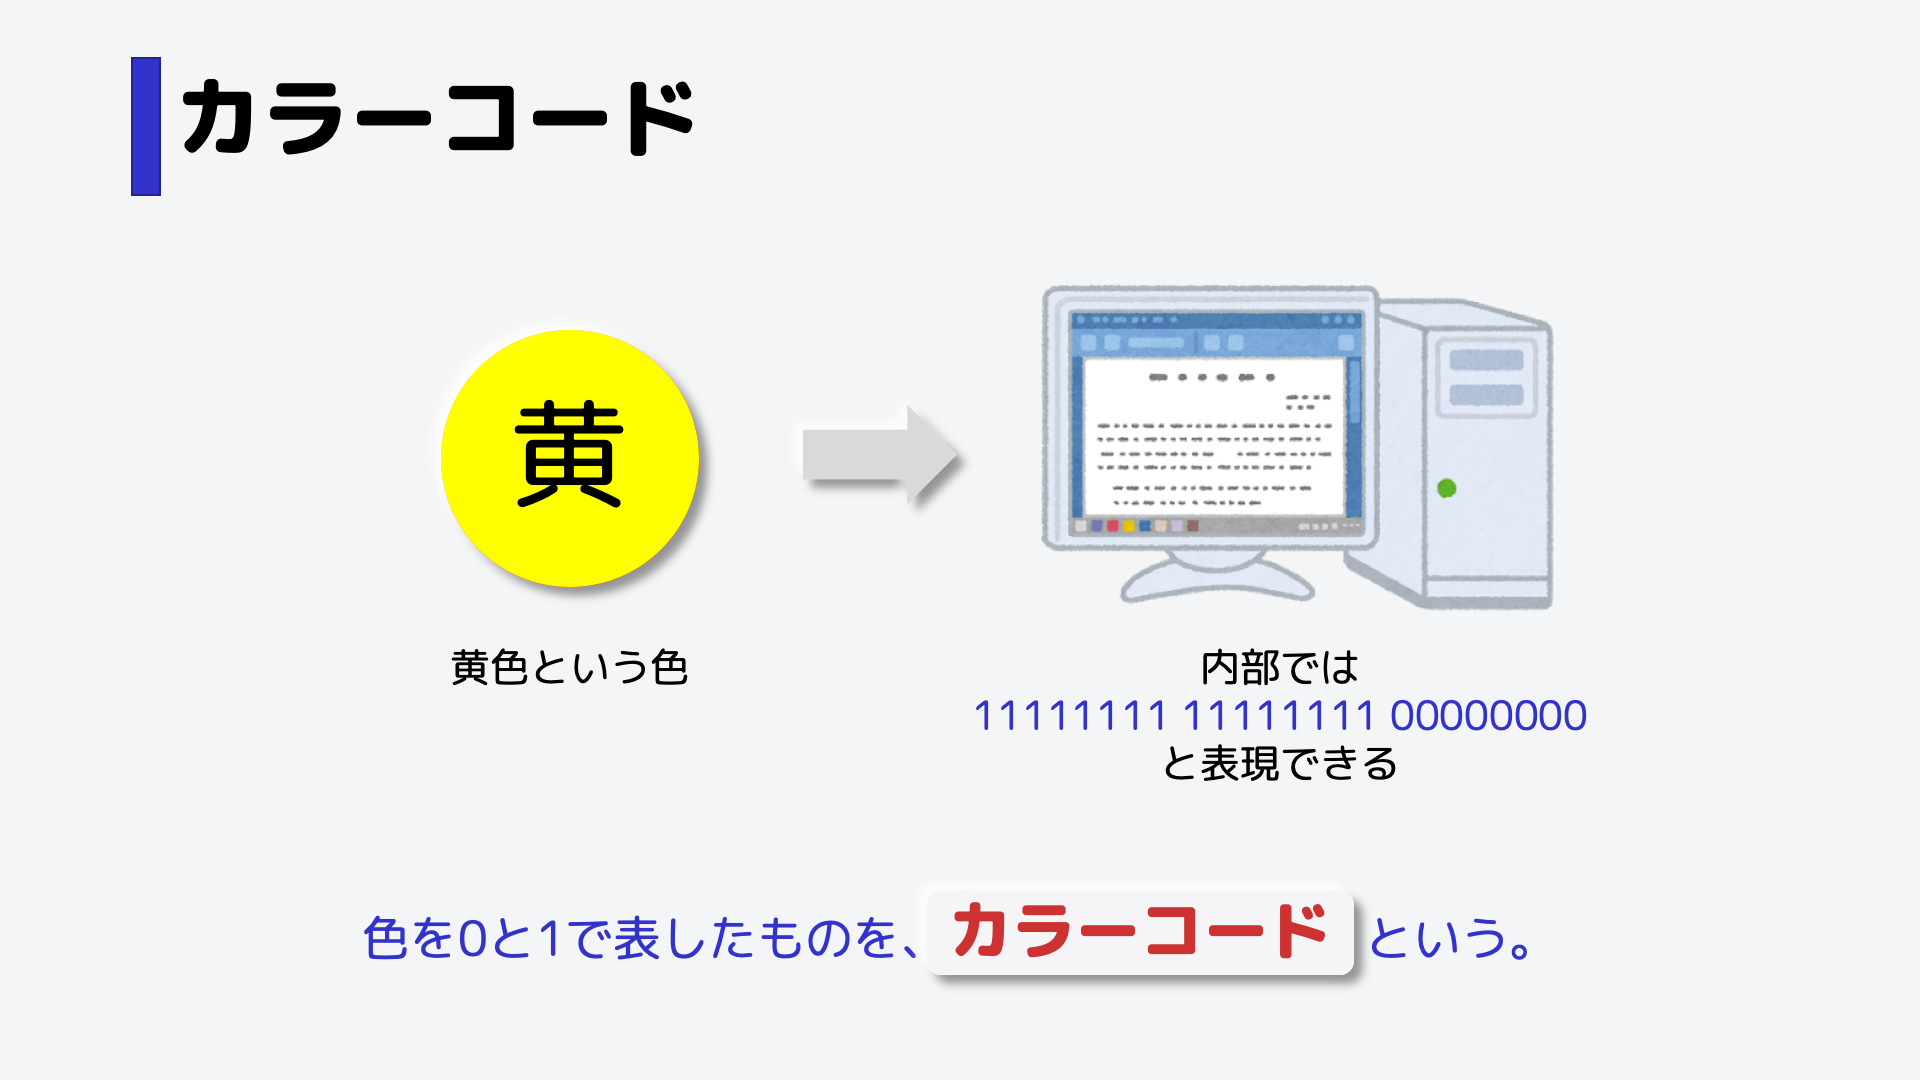 カラーコード
黄
黄色という色
内部では
11111111 11111111 00000000
と表現できる
色を0と1で表したものを、カラーコードという。